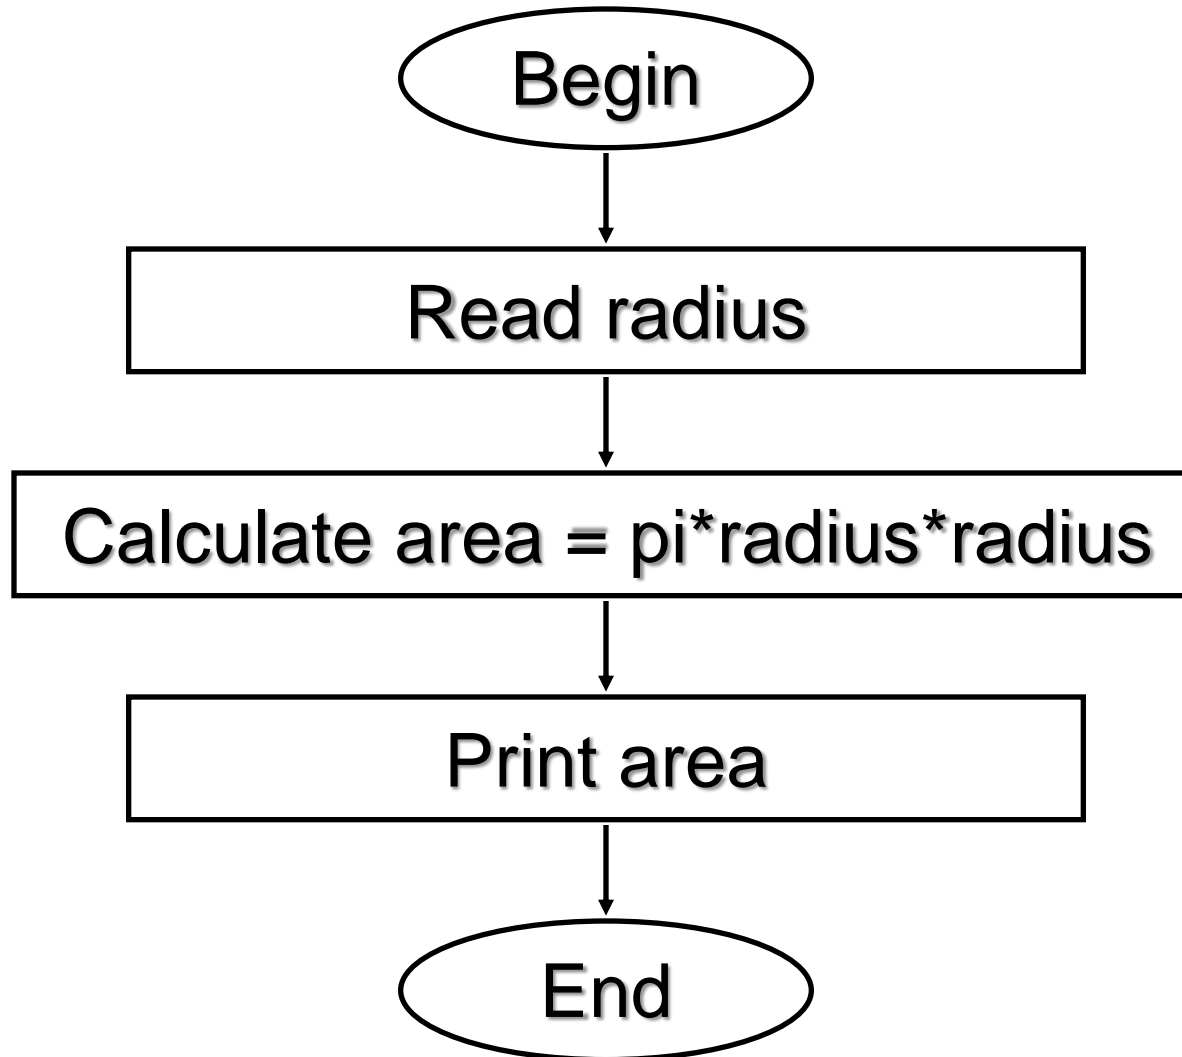 Begin
Read radius
Calculate area = pi*radius*radius
Print area
End